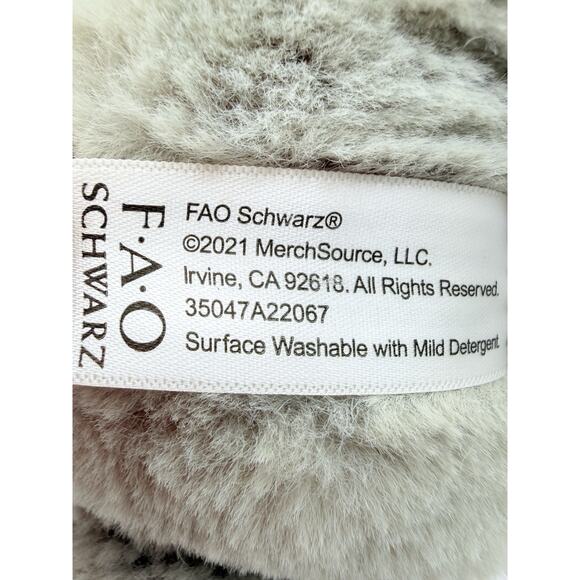 F·A·O
SCHWARZ
FAO Schwarz®
©2021 MerchSource, LLC.
Irvine, CA 92618. All Rights Reserved.
35047A22067
Surface Washable with Mild Detergent.